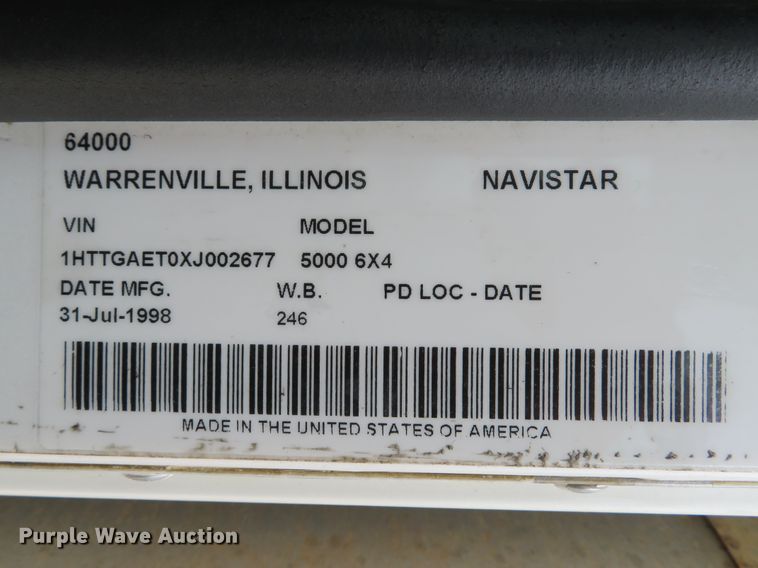 64000
WARRENVILLE, ILLINOIS NAVISTAR
VIN MODEL
1HTTGAET0XJ002677 5000 6X4
DATE MFG. W.B. PD LOC - DATE
31-Jul-1998 246
MADE IN THE UNITED STATES OF AMERICA
Purple Wave Auction